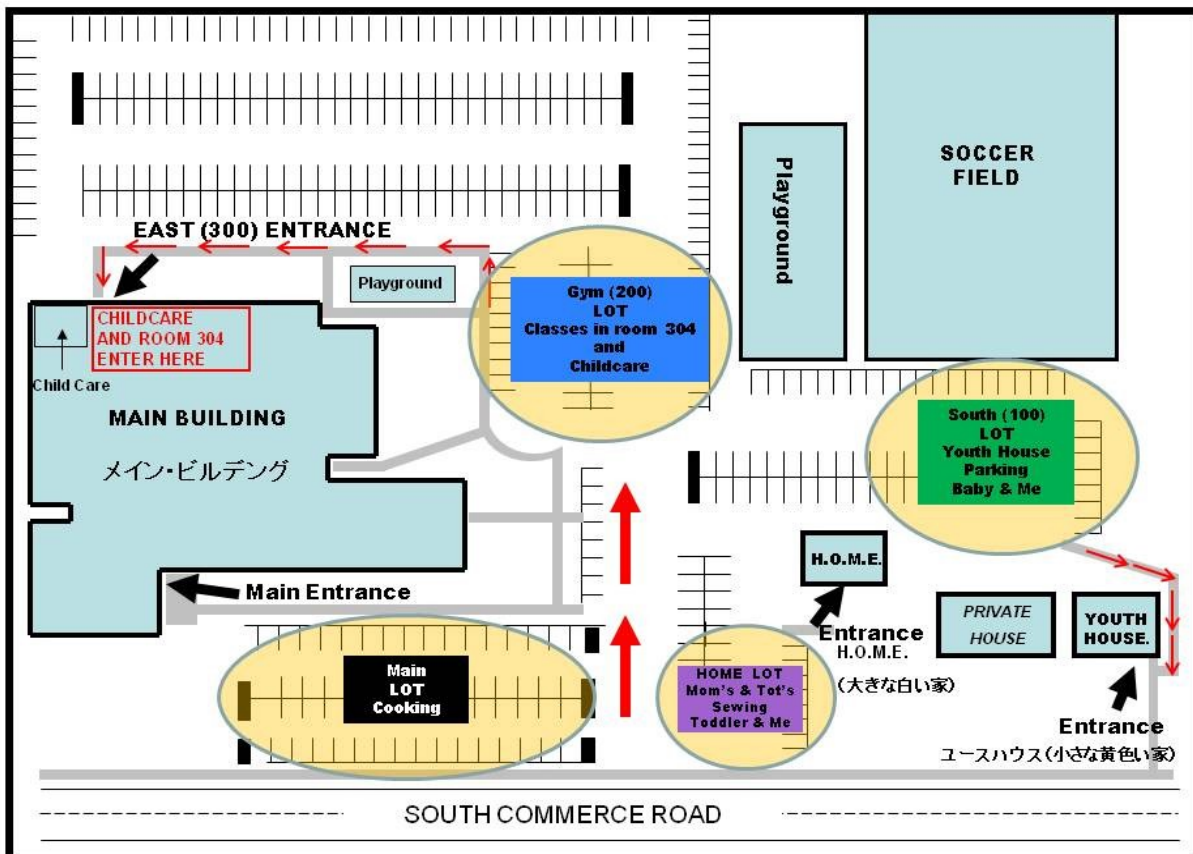 SOCCER
FIELD
Playground
EAST (300) ENTRANCE
Playground
Gym (200)
LOT
Classes in room 304
and
Childcare
CHILDCARE
AND ROOM 304
ENTER HERE
Child Care
MAIN BUILDING
メイン・ビルデング
South (100)
LOT
Youth House
Parking
Baby & Me
H.O.M.E.
Main Entrance
PRIVATE
HOUSE
YOUTH
HOUSE.
Entrance
H.O.M.E.
(大きな白い家)
Main
LOT
Cooking
HOME LOT
Mom's & Tot's
Sewing
Toddler & Me
Entrance
ユースハウス(小さな黄色い家)
SOUTH COMMERCE ROAD